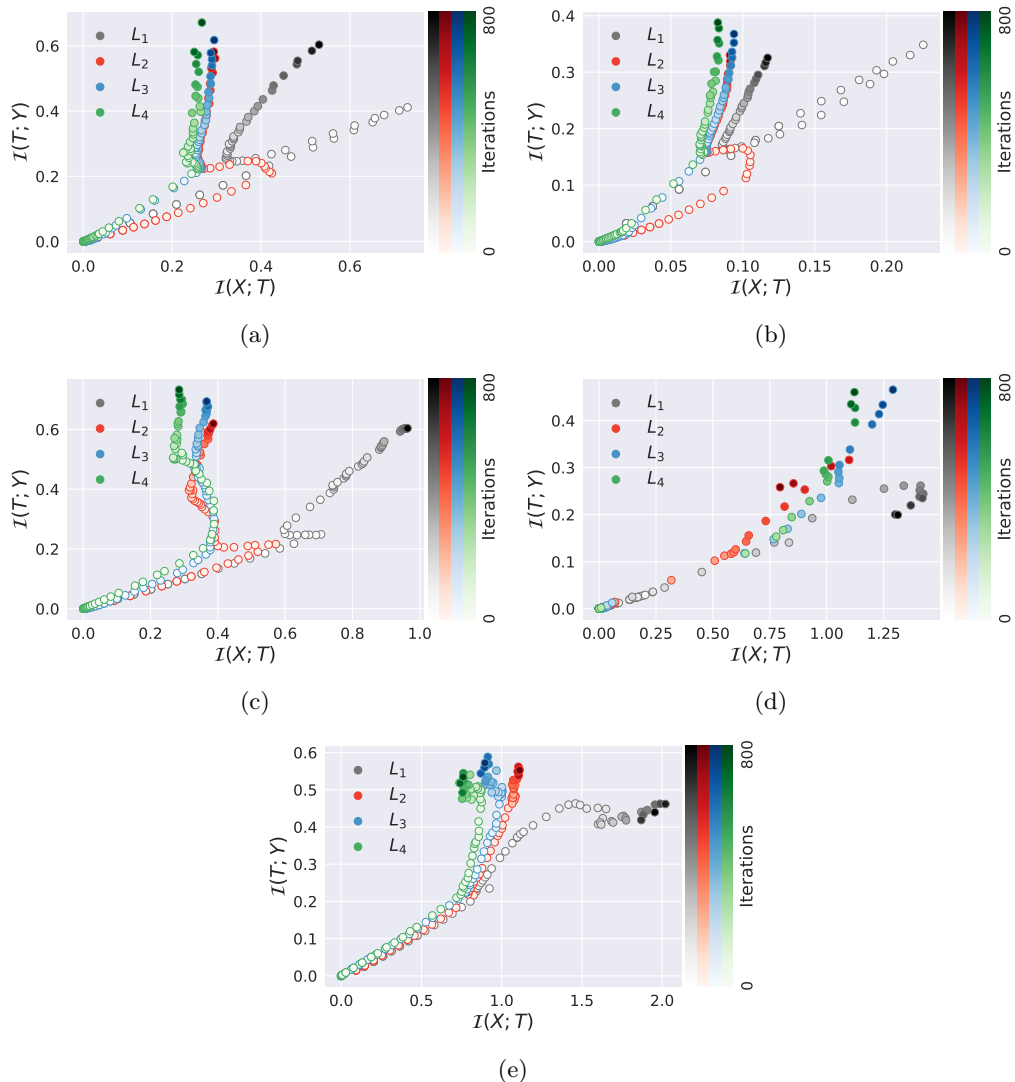 L1
L2
L3
L4
I(T; Y)
0.0
0.2
0.4
0.6
0.0 0.2 0.4 0.6
I(X; T)
800
Iterations
0
(a)
L1
L2
L3
L4
I(T; Y)
0.4
0.3
0.2
0.1
0.0
0.00 0.05 0.10 0.15 0.20
I(X; T)
800
Iterations
0
(b)
L1
L2
L3
L4
I(T; Y)
0.6
0.4
0.2
0.0
0.0 0.2 0.4 0.6 0.8 1.0
I(X; T)
800
Iterations
0
(c)
L1
L2
L3
L4
I(T; Y)
0.4
0.3
0.2
0.1
0.0
0.00 0.25 0.50 0.75 1.00 1.25
I(X; T)
800
Iterations
0
(d)
L1
L2
L3
L4
I(T; Y)
0.6
0.5
0.4
0.3
0.2
0.1
0.0
0.0 0.5 1.0 1.5 2.0
I(X; T)
800
Iterations
0
(e)